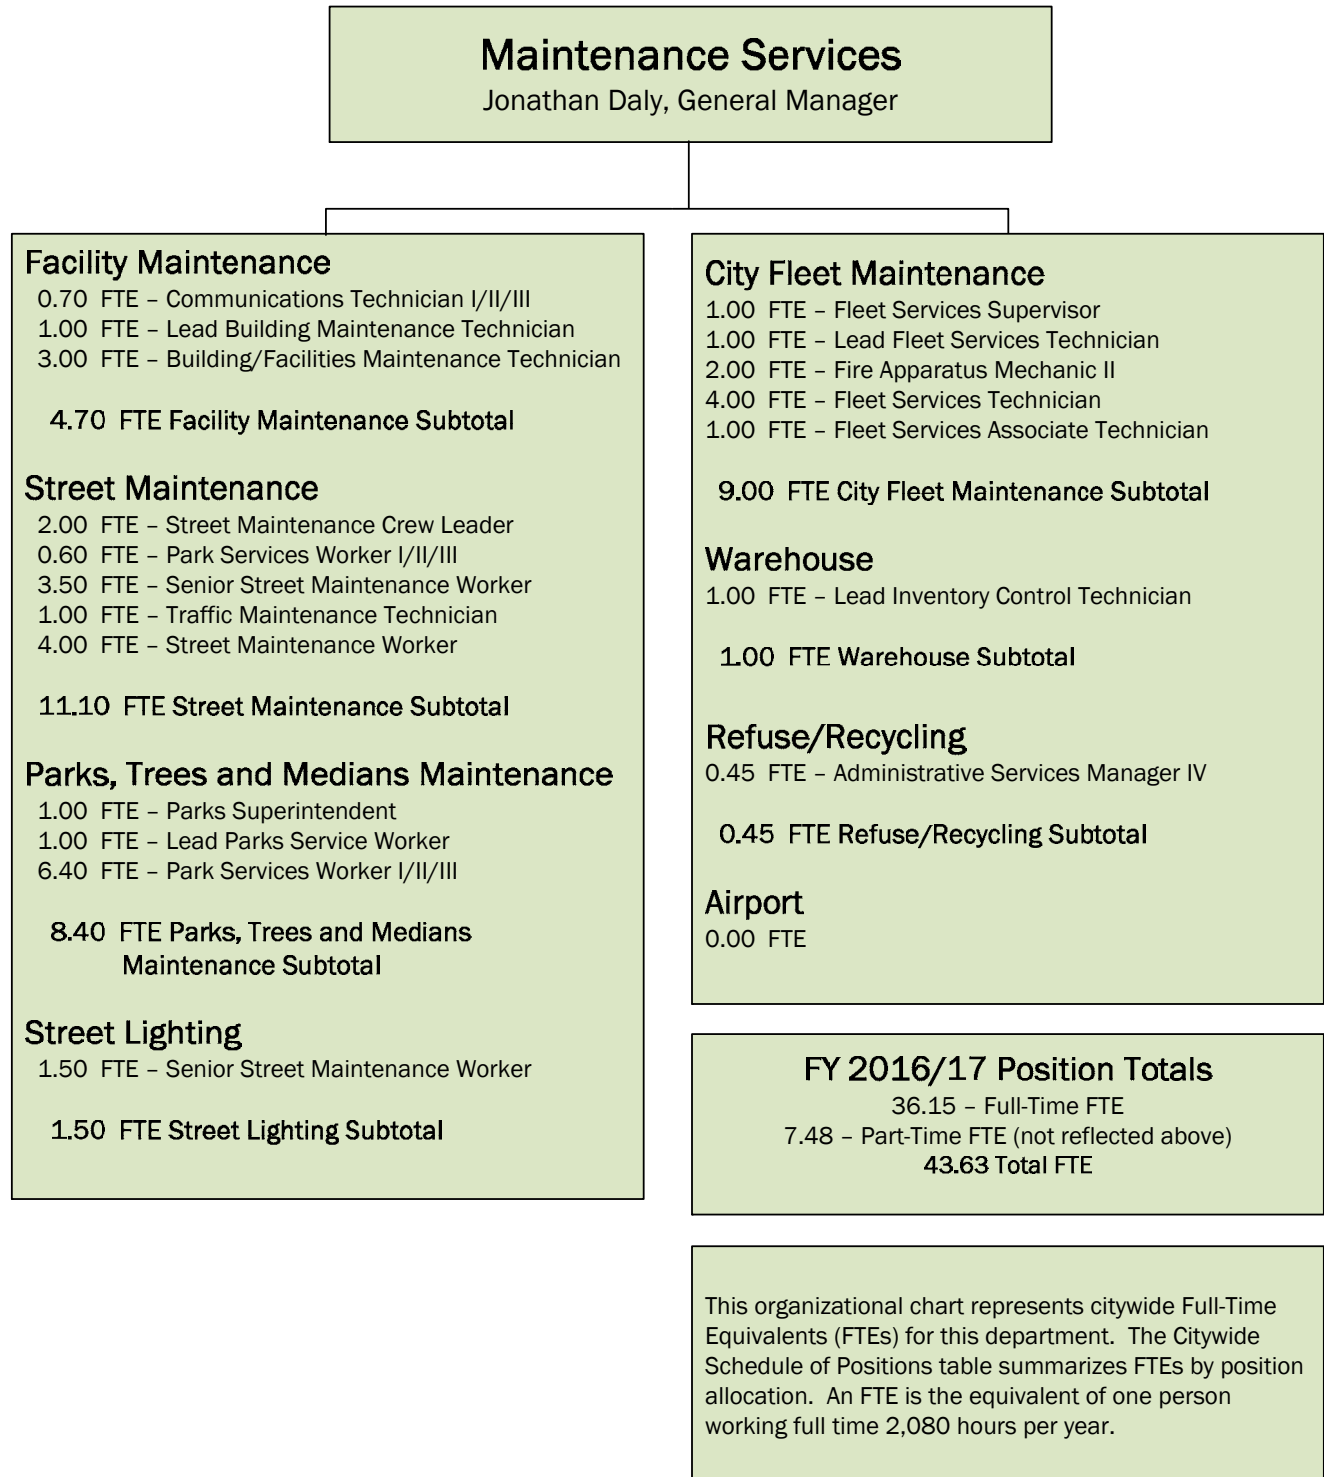 Maintenance Services
Jonathan Daly, General Manager
Facility Maintenance
0.70 FTE – Communications Technician I/II/III
1.00 FTE – Lead Building Maintenance Technician
3.00 FTE – Building/Facilities Maintenance Technician
4.70 FTE Facility Maintenance Subtotal
Street Maintenance
2.00 FTE – Street Maintenance Crew Leader
0.60 FTE – Park Services Worker I/II/III
3.50 FTE – Senior Street Maintenance Worker
1.00 FTE – Traffic Maintenance Technician
4.00 FTE – Street Maintenance Worker
11.10 FTE Street Maintenance Subtotal
Parks, Trees and Medians Maintenance
1.00 FTE – Parks Superintendent
1.00 FTE – Lead Parks Service Worker
6.40 FTE – Park Services Worker I/II/III
8.40 FTE Parks, Trees and Medians
Maintenance Subtotal
Street Lighting
1.50 FTE – Senior Street Maintenance Worker
1.50 FTE Street Lighting Subtotal
City Fleet Maintenance
1.00 FTE – Fleet Services Supervisor
1.00 FTE – Lead Fleet Services Technician
2.00 FTE – Fire Apparatus Mechanic II
4.00 FTE – Fleet Services Technician
1.00 FTE – Fleet Services Associate Technician
9.00 FTE City Fleet Maintenance Subtotal
Warehouse
1.00 FTE – Lead Inventory Control Technician
1.00 FTE Warehouse Subtotal
Refuse/Recycling
0.45 FTE – Administrative Services Manager IV
0.45 FTE Refuse/Recycling Subtotal
Airport
0.00 FTE
FY 2016/17 Position Totals
36.15 – Full-Time FTE
7.48 – Part-Time FTE (not reflected above)
43.63 Total FTE
This organizational chart represents citywide Full-Time
Equivalents (FTEs) for this department. The Citywide
Schedule of Positions table summarizes FTEs by position
allocation. An FTE is the equivalent of one person
working full time 2,080 hours per year.